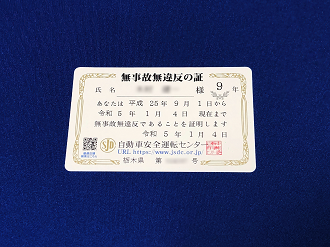 無事故無違反の証
氏名 様 9年
あなたは 平成 25年 9月 1日から
令和 5年 1月 4日 現在まで
無事故無違反であることを証明します
令和 5年 1月 4日
SJD 自動車安全運転センター
URL https://www.jsdc.or.jp
栃木県 第 号